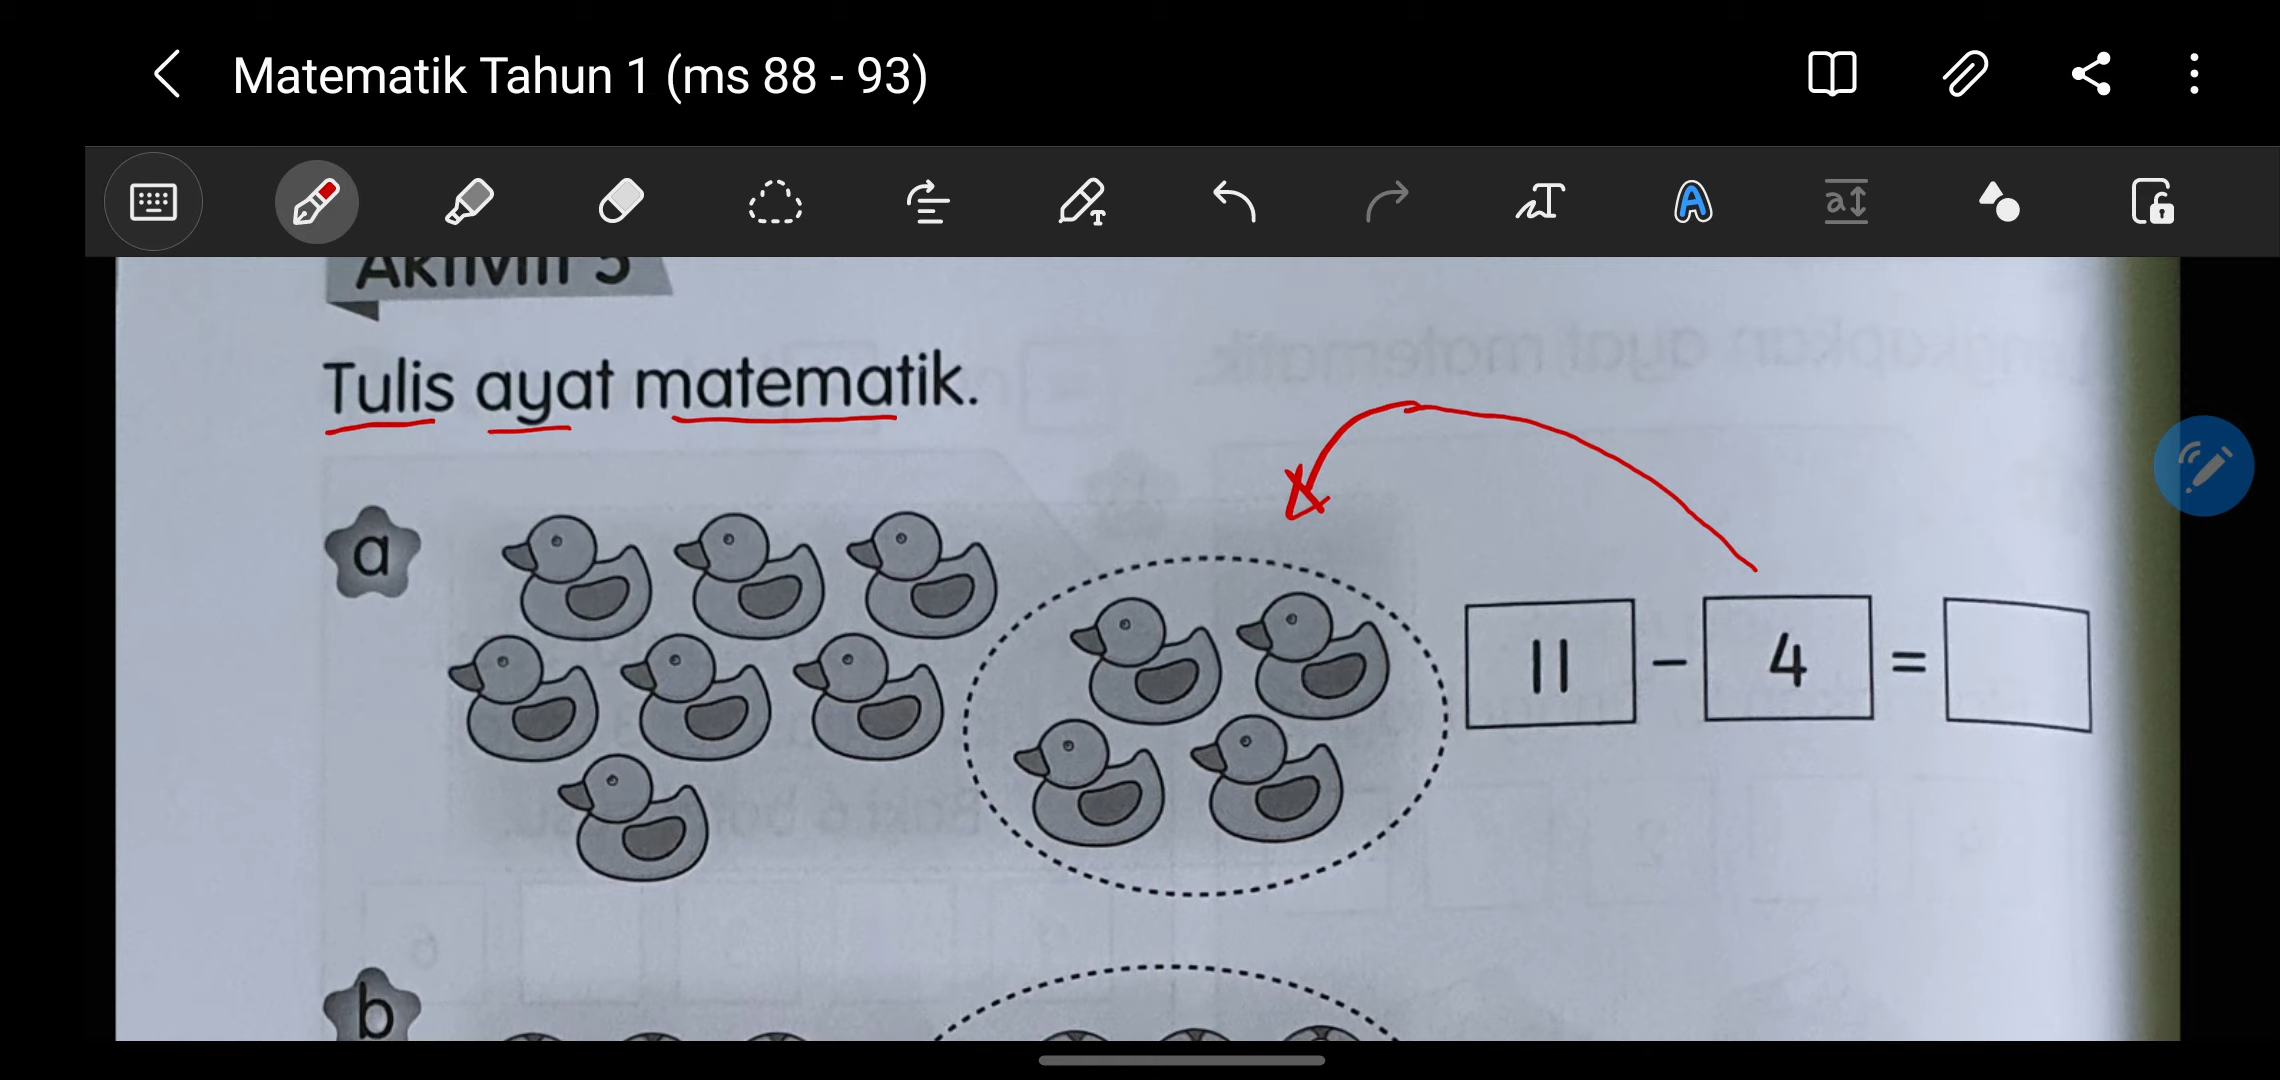 Matematik Tahun 1 (ms 88 - 93)
AKTIVITI 5
Tulis ayat matematik.
a
11 - 4 =
b